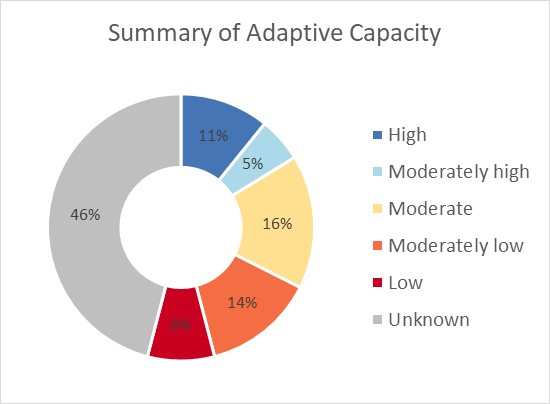 Summary of Adaptive Capacity
11%
5%
16%
14%
8%
46%
High
Moderately high
Moderate
Moderately low
Low
Unknown